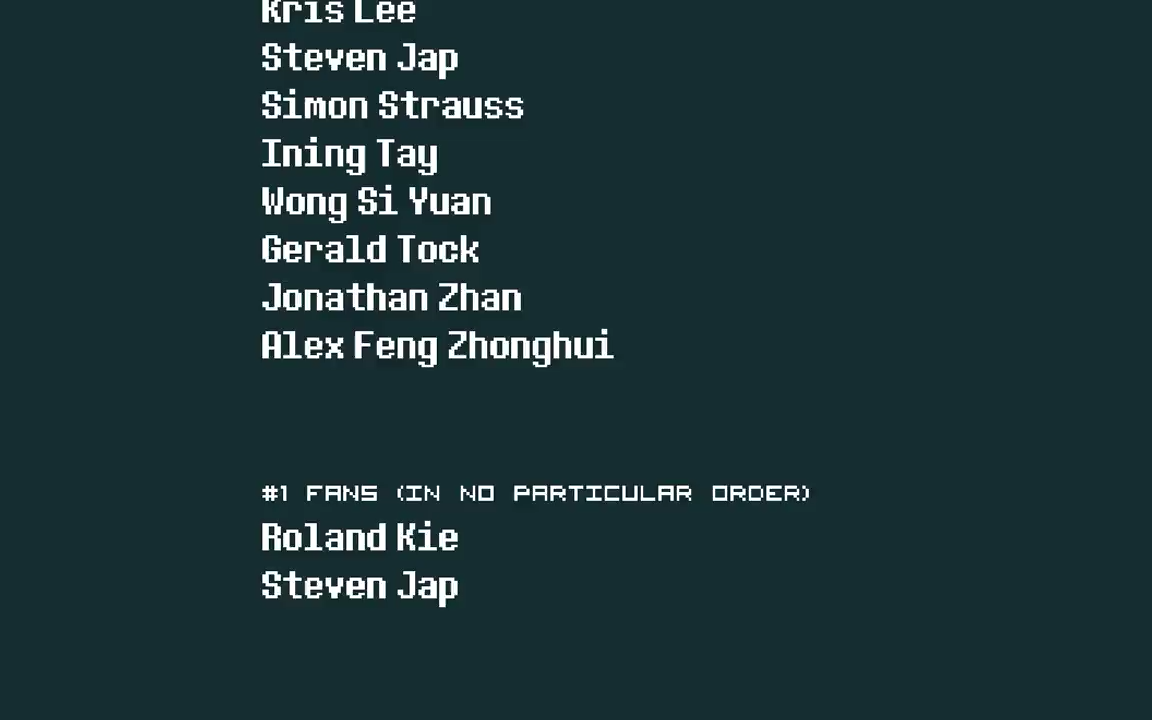 Kris Lee
Steven Jap
Simon Strauss
Ining Tay
Wong Si Yuan
Gerald Tock
Jonathan Zhan
Alex Feng Zhonghui
#1 FANS (IN NO PARTICULAR ORDER)
Roland Kie
Steven Jap